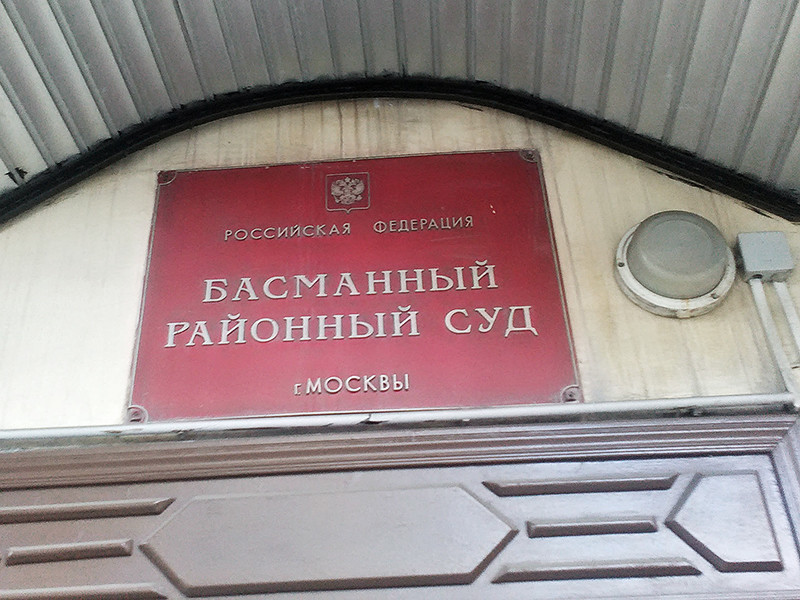 РОССИЙСКАЯ ФЕДЕРАЦИЯ
БАСМАННЫЙ
РАЙОННЫЙ СУД
г. МОСКВЫ